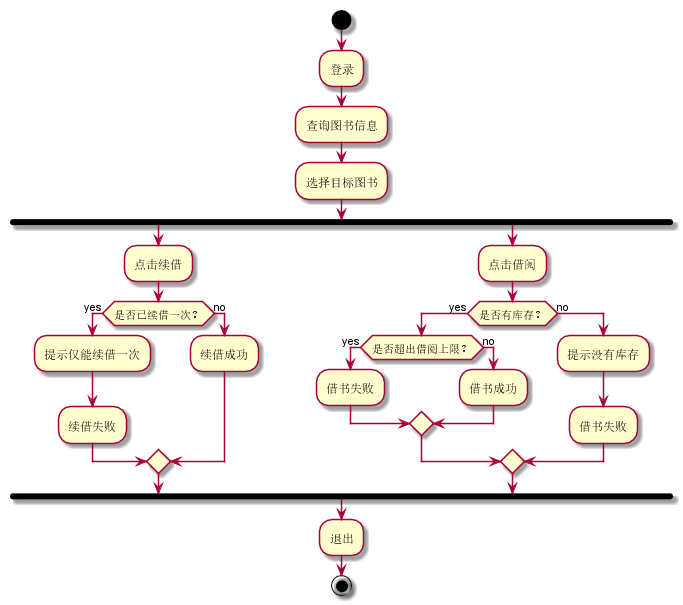 登录
查询图书信息
选择目标图书
点击续借
是否已续借一次？
yes
no
提示仅能续借一次
续借成功
续借失败
点击借阅
是否有库存？
yes
no
是否超出借阅上限？
yes
no
提示没有库存
借书失败
借书成功
借书失败
退出